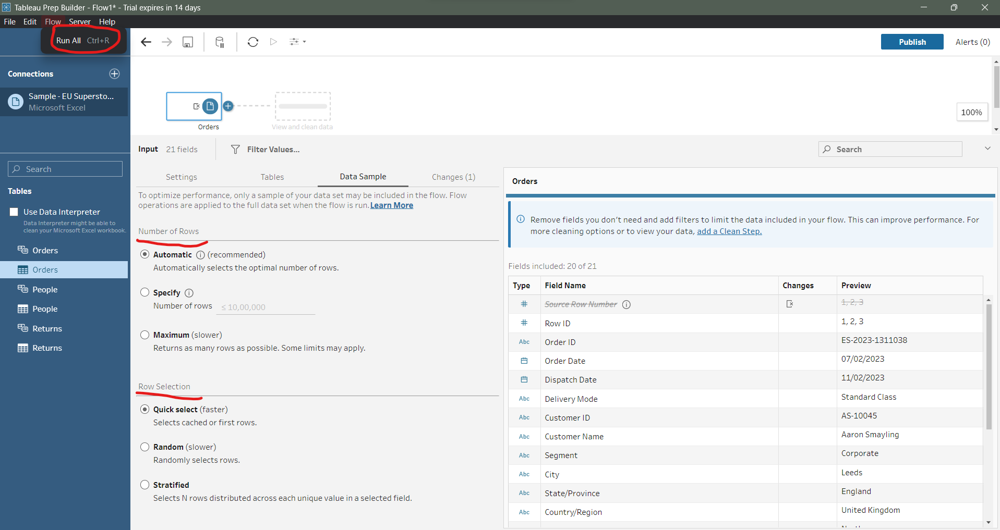 Tableau Prep Builder - Flow1* - Trial expires in 14 days
File Edit Flow Server Help
Run All Ctrl+R
Publish
Alerts (0)
Connections
Sample - EU Supersto...
Microsoft Excel
Orders
View and clean data
100%
Input 21 fields
Filter Values...
Search
Search
Tables
Use Data Interpreter
Data Interpreter might be able to
clean your Microsoft Excel workbook.
Orders
Orders
People
People
Returns
Returns
Settings Tables Data Sample Changes (1)
To optimize performance, only a sample of your data set may be included in the flow. Flow
operations are applied to the full data set when the flow is run. Learn More
Number of Rows
Automatic (recommended)
Automatically selects the optimal number of rows.
Specify
Number of rows ≤ 10,00,000
Maximum (slower)
Returns as many rows as possible. Some limits may apply.
Row Selection
Quick select (faster)
Selects cached or first rows.
Random (slower)
Randomly selects rows.
Stratified
Selects N rows distributed across each unique value in a selected field.
Orders
Remove fields you don't need and add filters to limit the data included in your flow. This can improve performance. For
more cleaning options or to view your data, add a Clean Step.
Fields included: 20 of 21
Type Field Name Changes Preview
# Source Row Number 1, 2, 3
# Row ID 1, 2, 3
Abc Order ID ES-2023-1311038
Order Date 07/02/2023
Dispatch Date 11/02/2023
Abc Delivery Mode Standard Class
Abc Customer ID AS-10045
Abc Customer Name Aaron Smayling
Abc Segment Corporate
Abc City Leeds
Abc State/Province England
Abc Country/Region United Kingdom